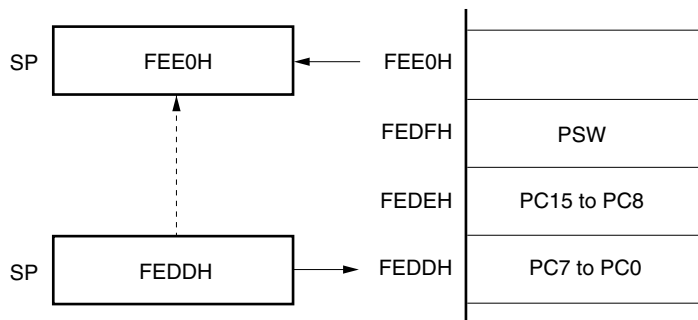 SP FEE0H FEE0H
FEDFH PSW
FEDEH PC15 to PC8
SP FEDDH FEDDH PC7 to PC0